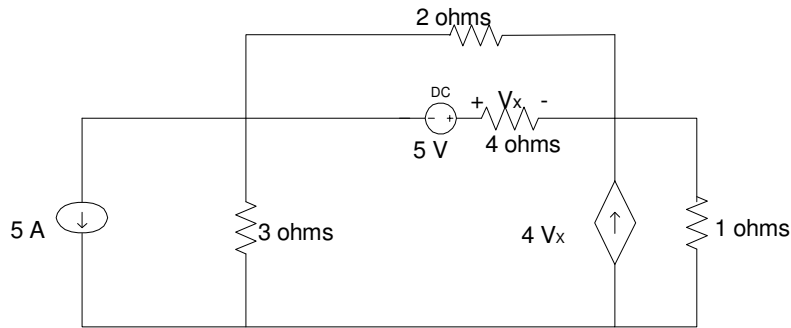 2 ohms
DC
- +
+ Vx -
5 V
4 ohms
5 A
3 ohms
4 Vx
1 ohms